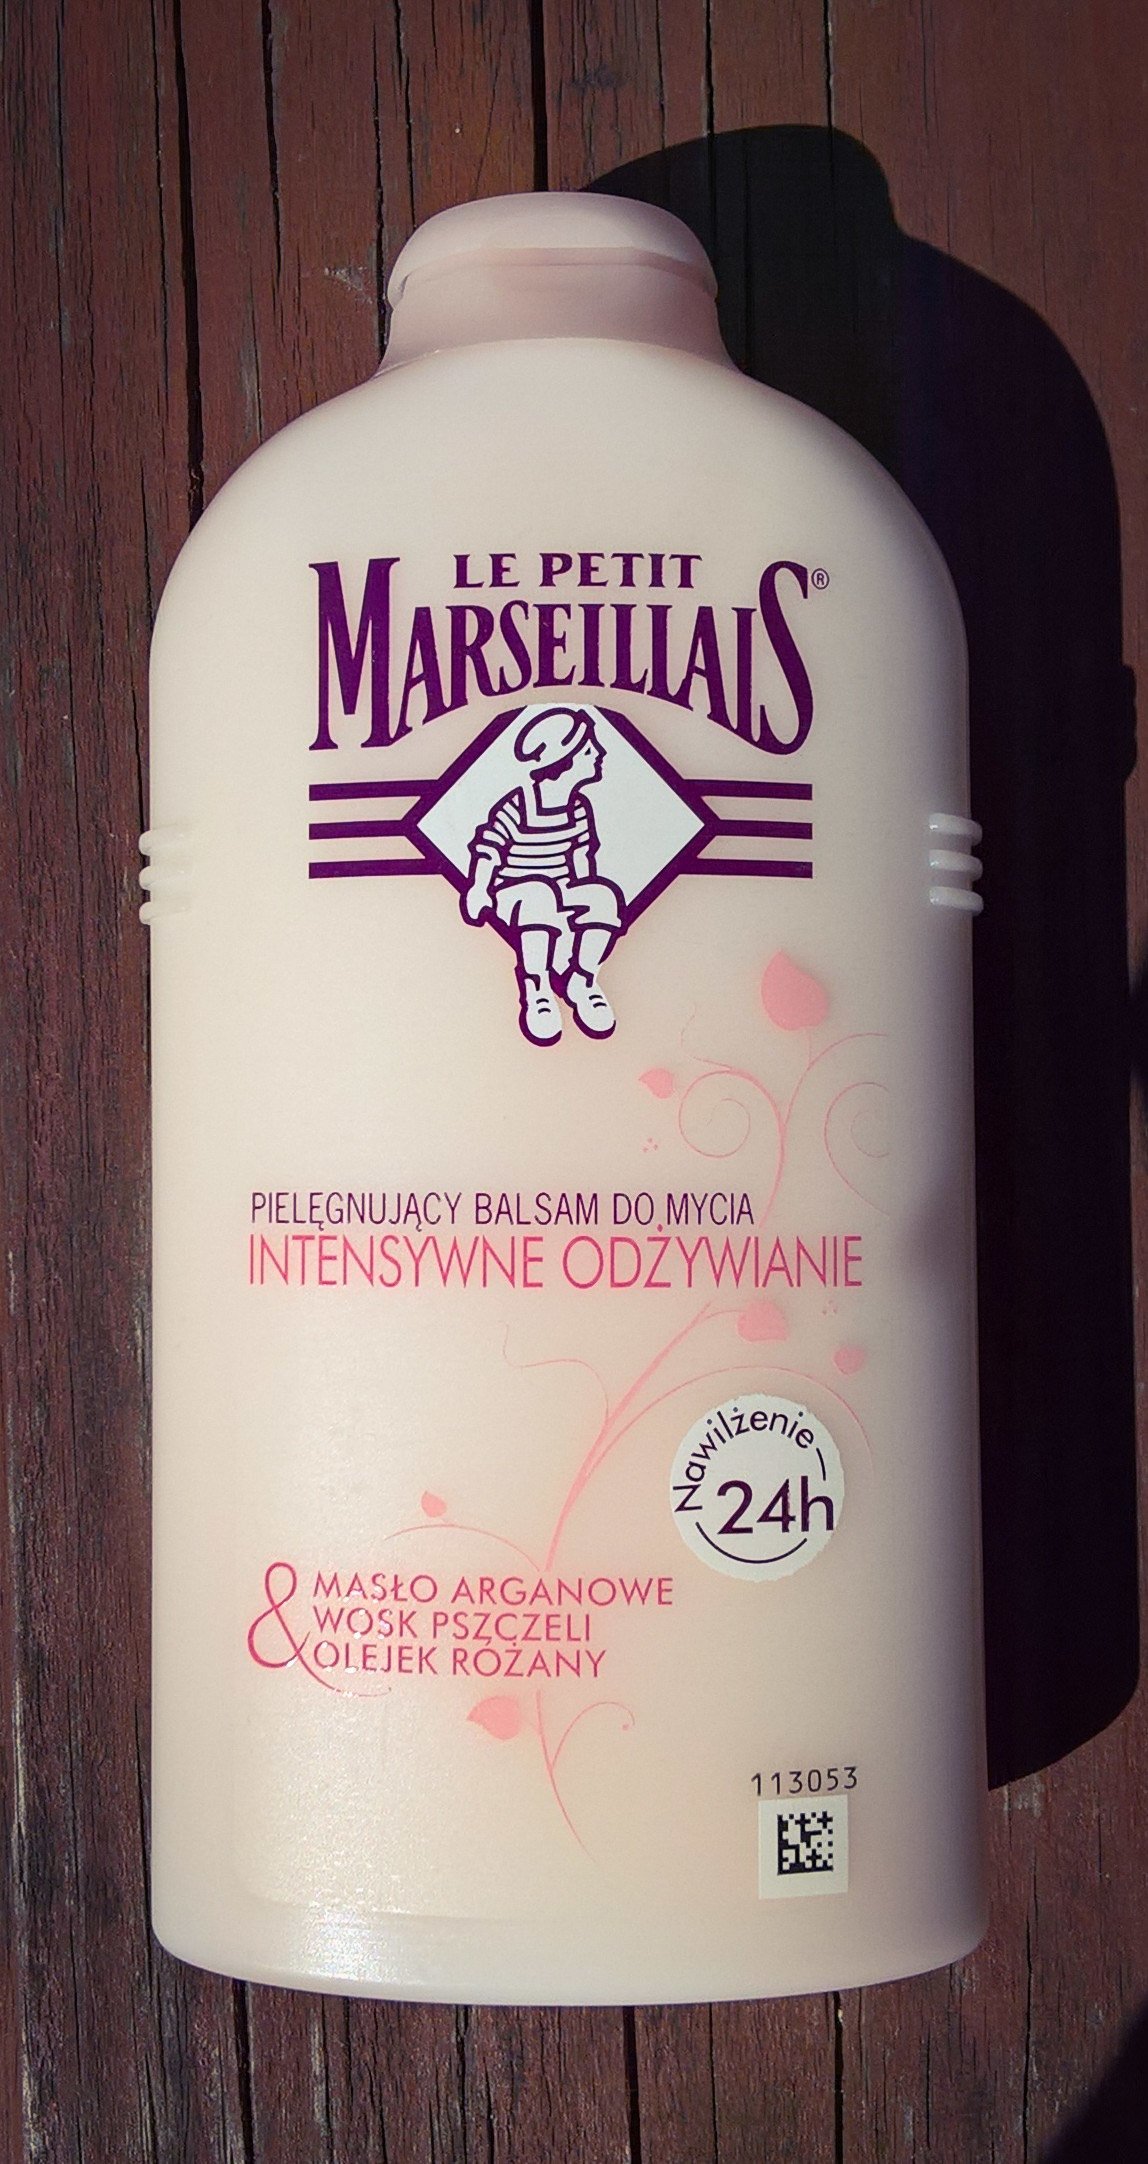 LE PETIT
MARSEILLAIS®
PIELĘGNUJĄCY BALSAM DO MYCIA
INTENSYWNE ODŻYWIANIE
Nawilżenie
24h
& MASŁO ARGANOWE
WOSK PSZCZELI
OLEJEK RÓŻANY
113053